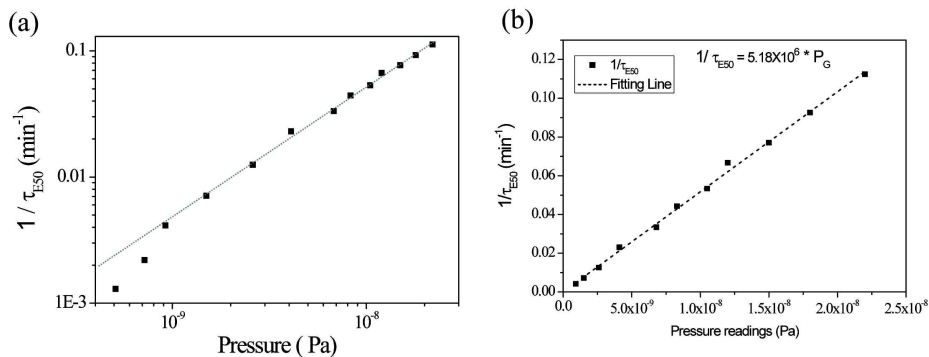 (a)
0.1
0.01
1E-3
1 / τE50 (min-1)
10-9
10-8
Pressure ( Pa)
(b)
1/ τE50 = 5.18X10⁶ * PG
1/τE50
Fitting Line
0.12
0.10
0.08
0.06
0.04
0.02
0.00
1/τE50 (min-1)
0.0
5.0x10-9
1.0x10-8
1.5x10-8
2.0x10-8
2.5x10-8
Pressure readings (Pa)